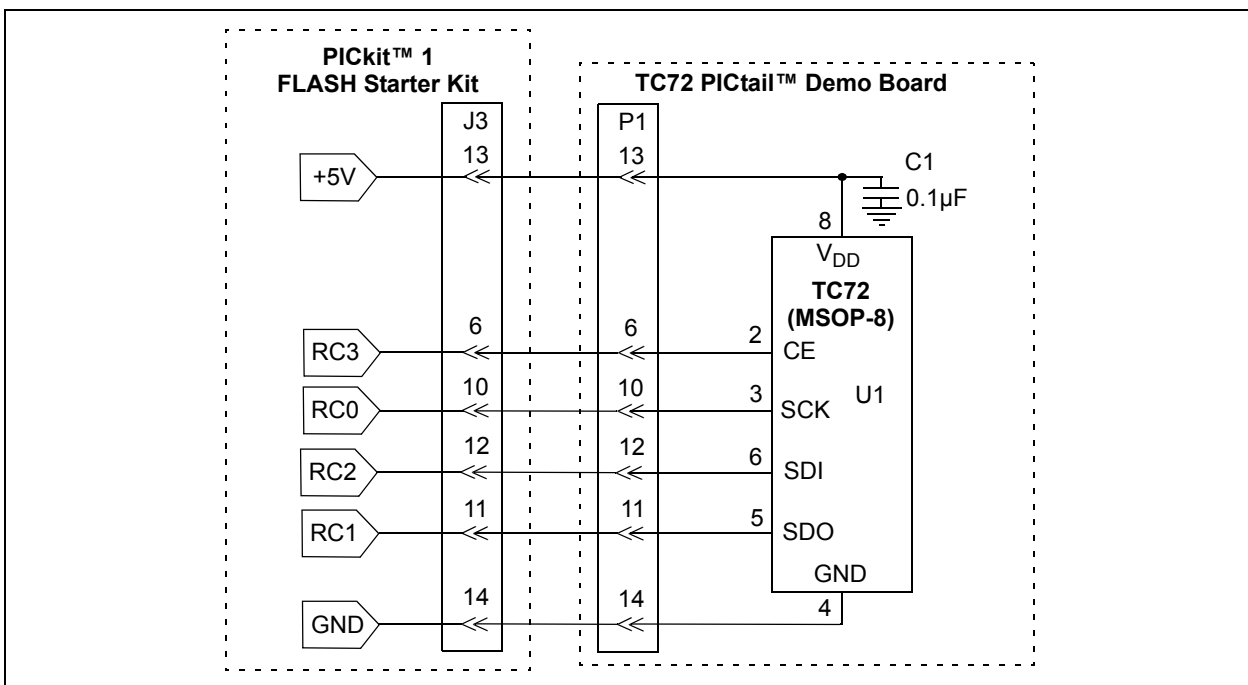 PICkit™ 1
FLASH Starter Kit
TC72 PICtail™ Demo Board
J3
P1
+5V
13
13
C1
0.1µF
8
VDD
TC72
(MSOP-8)
RC3
6
6
2
CE
RC0
10
10
3
SCK
U1
RC2
12
12
6
SDI
RC1
11
11
5
SDO
GND
GND
14
14
4